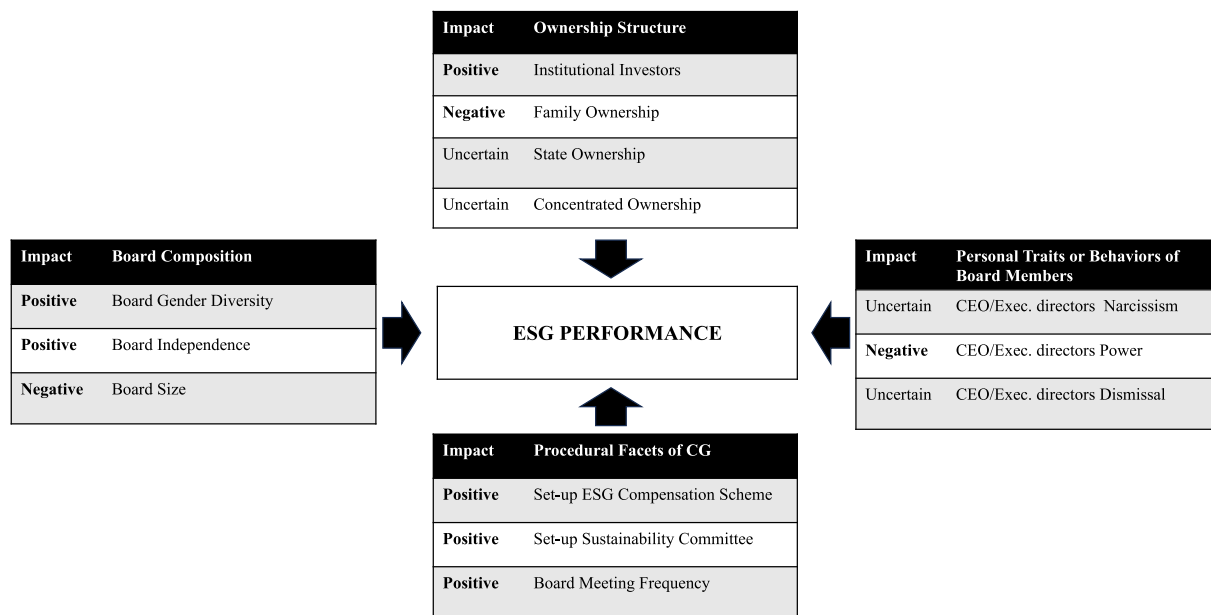 Impact Ownership Structure
Positive Institutional Investors
Negative Family Ownership
Uncertain State Ownership
Uncertain Concentrated Ownership
Impact Board Composition
Positive Board Gender Diversity
Positive Board Independence
Negative Board Size
ESG PERFORMANCE
Impact Personal Traits or Behaviors of
Board Members
Uncertain CEO/Exec. directors Narcissism
Negative CEO/Exec. directors Power
Uncertain CEO/Exec. directors Dismissal
Impact Procedural Facets of CG
Positive Set-up ESG Compensation Scheme
Positive Set-up Sustainability Committee
Positive Board Meeting Frequency